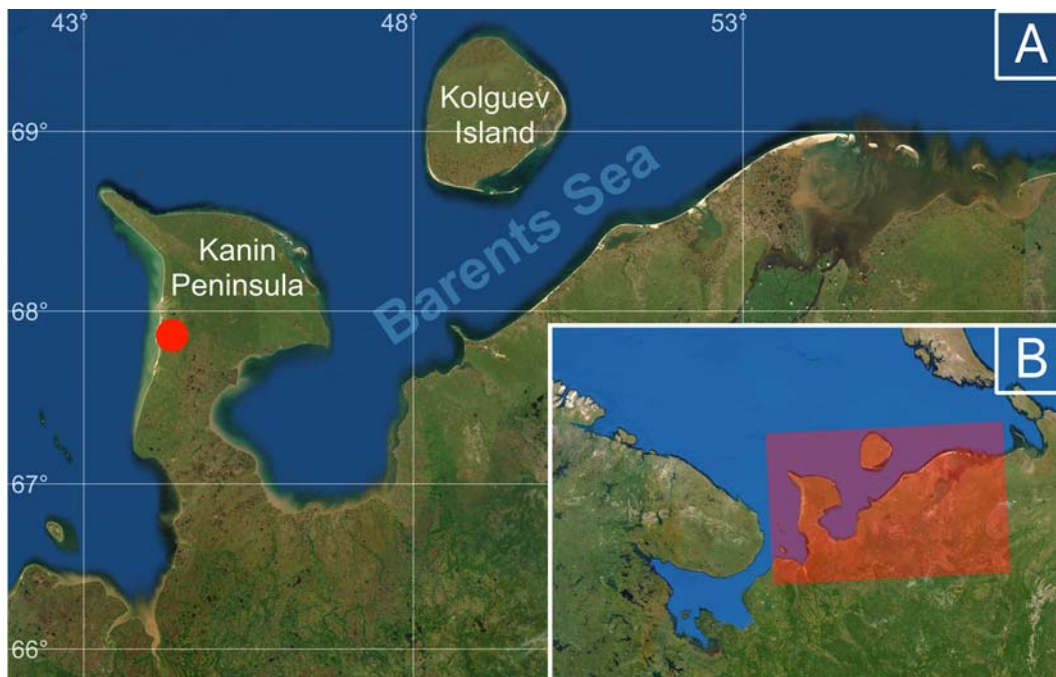 43°
48°
53°
A
Kolguev
Island
69°
Barents Sea
Kanin
Peninsula
68°
B
67°
66°